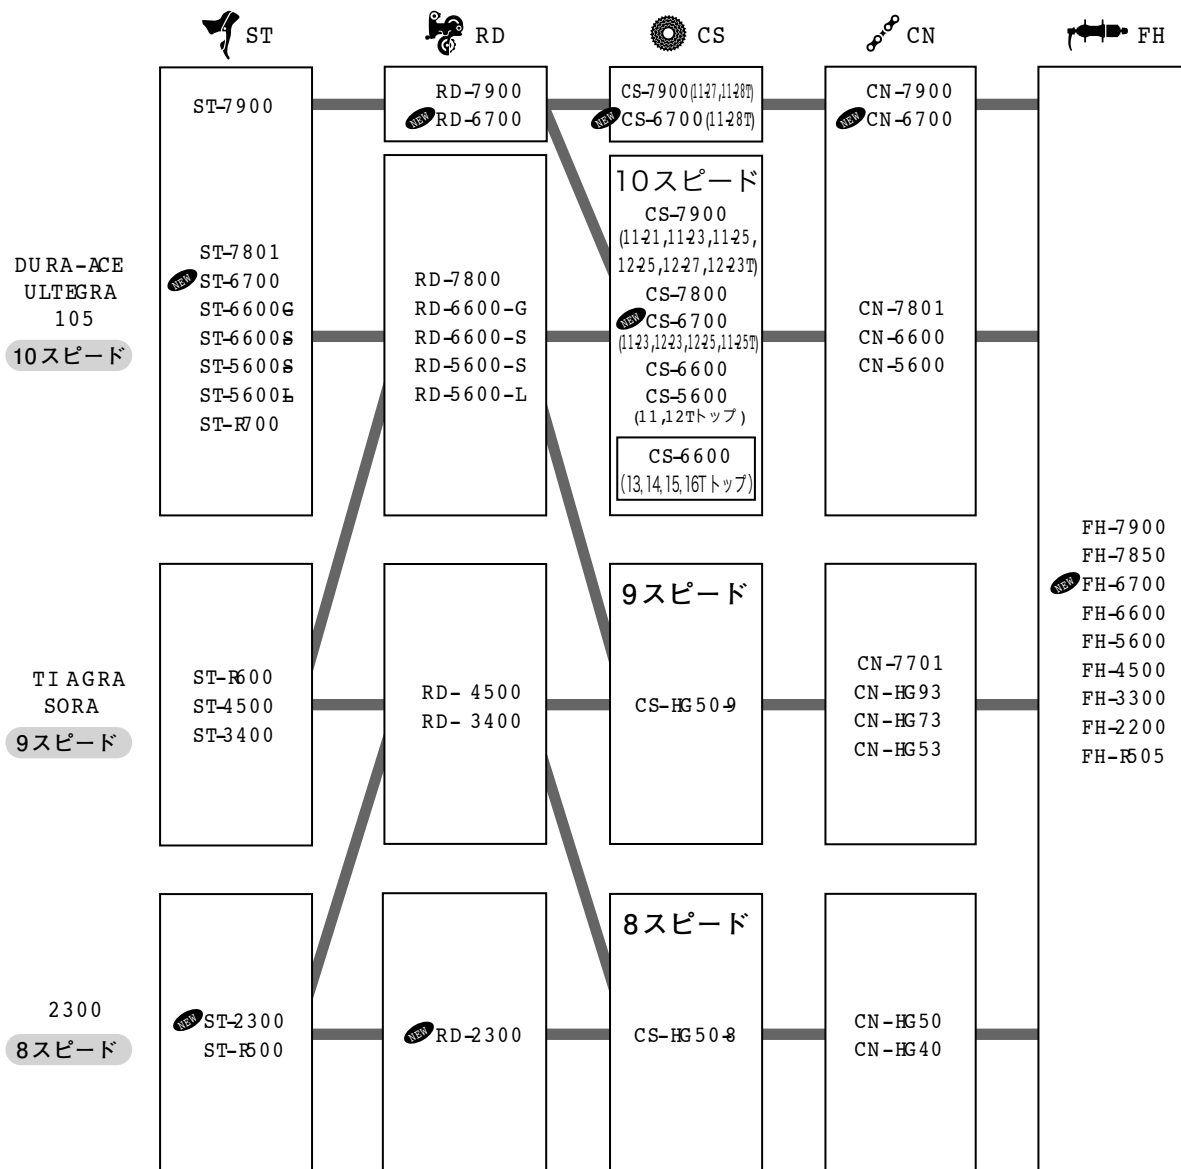 ST
RD
CS
CN
FH
DURA-ACE
ULTEGRA
105
10スピード
ST-7900
ST-7801
NEW ST-6700
ST-6600G
ST-6600S
ST-5600S
ST-5600L
ST-R700
RD-7900
NEW RD-6700
RD-7800
RD-6600-G
RD-6600-S
RD-5600-S
RD-5600-L
CS-7900(11-27,11-28T)
NEW CS-6700(11-28T)
10スピード
CS-7900
(11-21,11-23,11-25,
12-25,12-27,12-23T)
CS-7800
NEW CS-6700
(11-23,12-23,12-25,11-25T)
CS-6600
CS-5600
(11,12Tトップ)
CS-6600
(13,14,15,16Tトップ)
CN-7900
NEW CN-6700
CN-7801
CN-6600
CN-5600
FH-7900
FH-7850
NEW FH-6700
FH-6600
FH-5600
FH-4500
FH-3300
FH-2200
FH-R505
TIAGRA
SORA
9スピード
ST-R600
ST-4500
ST-3400
RD-4500
RD-3400
9スピード
CS-HG50-9
CN-7701
CN-HG93
CN-HG73
CN-HG53
2300
8スピード
NEW ST-2300
ST-R500
NEW RD-2300
8スピード
CS-HG50-8
CN-HG50
CN-HG40